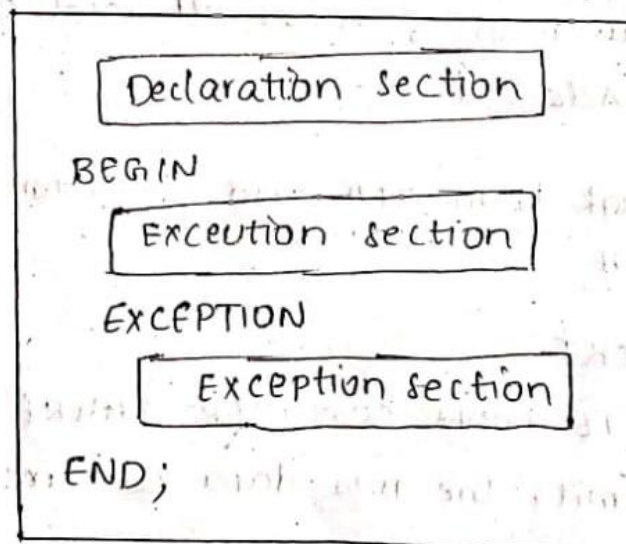 Declaration section
BEGIN
Exceution section
EXCEPTION
Exception section
END;